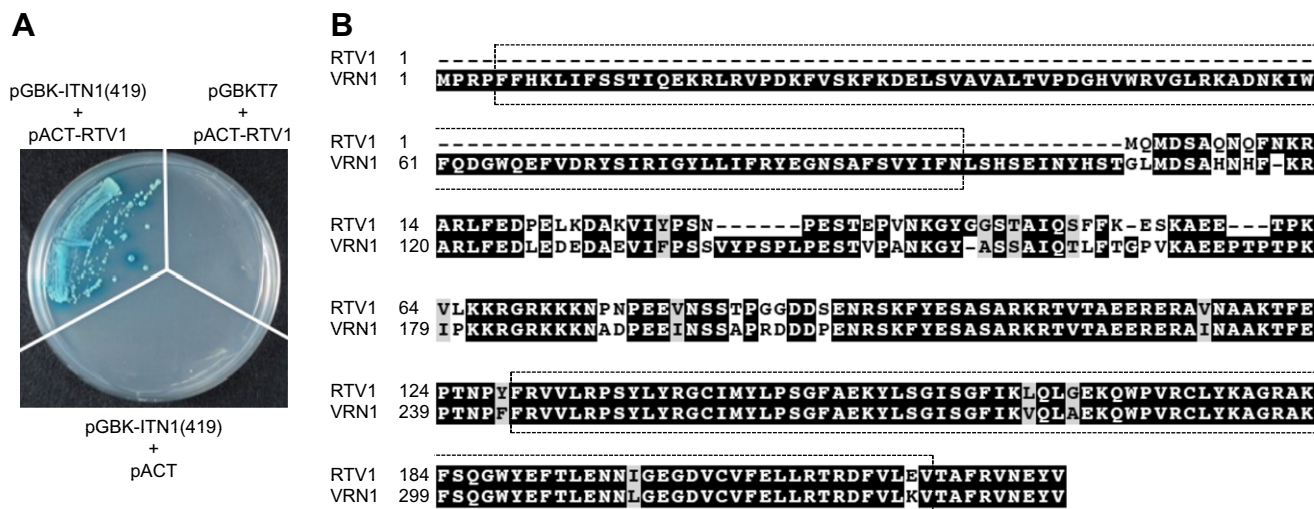 A
B
pGBK-ITN1(419)
+
pACT-RTV1
pGBKT7
+
pACT-RTV1
pGBK-ITN1(419)
+
pACT
RTV1 1 ------------------------------------------------------------
VRN1 1 MPRPFFHKLIFSSTIQEKRLRVPDKFVSKFKDELSVAVALTVPDGHVWRVGLRKADNKIW
RTV1 1 -----------------------------------------------MQMDSAQNQFNKR
VRN1 61 FQDGWQEFVDRYSIRIGYLLIFRYEGNSAFSVYIFNLSHSEINYHSTGLMDSAHNHF-KR
RTV1 14 ARLFEDPELKDAKVIYPSN------PESTEPVNKGYGGSTAIQSFFK-ESKAEE---TPK
VRN1 120 ARLFEDLEDEDAEVIFPSSVYPSPLPESTVPANKGY-ASSAIQTLFTGPVKAEEPTPTPK
RTV1 64 VLKKRGRKKKNPNPEEVNSSTPGGDDSENRSKFYESASARKRTVTAEERERAVNAAKTFE
VRN1 179 IPKKRGRKKKNADPEEINSSAPRDDDPENRSKFYESASARKRTVTAEERERAINAAKTFE
RTV1 124 PTNPYFRVVLRPSYLYRGCIMYLPSGFAEKYLSGISGFIKLQLGEKQWPVRCLYKAGRAK
VRN1 239 PTNPFFRVVLRPSYLYRGCIMYLPSGFAEKYLSGISGFIKVQLAEKQWPVRCLYKAGRAK
RTV1 184 FSQGWYEFTLENNIGEGDVCVFELLRTRDFVLEVTAFRVNEYV
VRN1 299 FSQGWYEFTLENNLGEGDVCVFELLRTRDFVLKVTAFRVNEYV